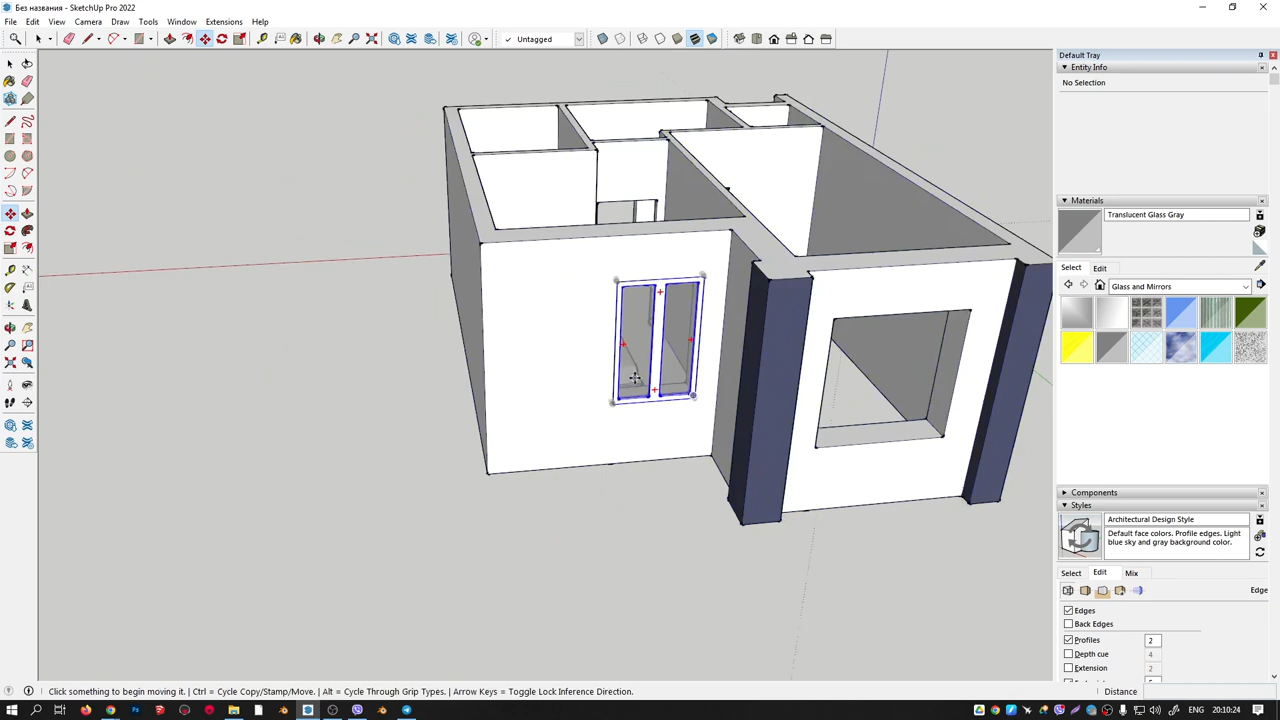 Без названия - SketchUp Pro 2022
File Edit View Camera Draw Tools Window Extensions Help
Untagged
Default Tray
Entity Info
No Selection
Materials
Translucent Glass Gray
Select Edit
Glass and Mirrors
Components
Styles
Architectural Design Style
Default face colors. Profile edges. Light
blue sky and gray background color.
Select Edit Mix
Edge
Edges
Back Edges
Profiles 2
Depth cue 4
Extension 2
Click something to begin moving it. | Ctrl = Cycle Copy/Stamp/Move. | Alt = Cycle Through Grip Types. | Arrow Keys = Toggle Lock Inference Direction. Distance
ENG 20:10:24